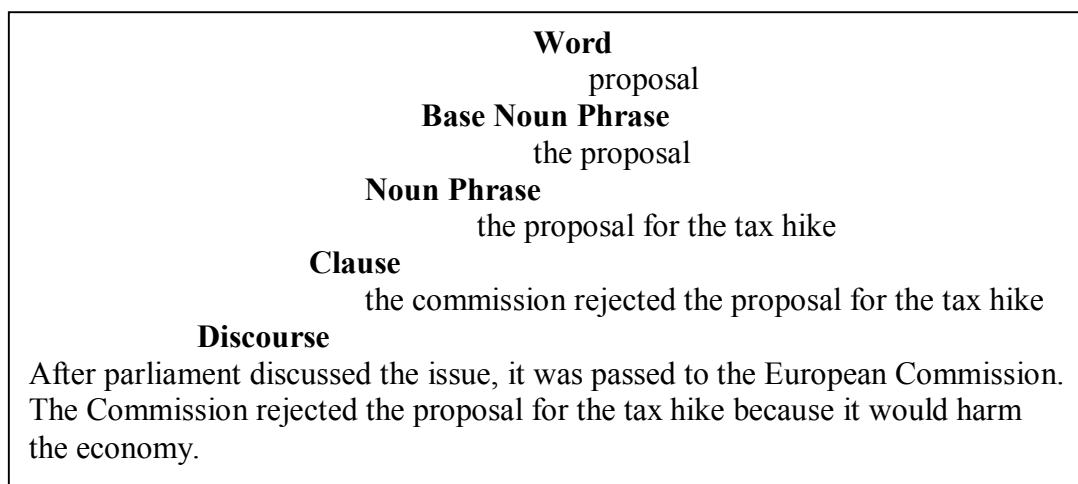 Word
proposal
Base Noun Phrase
the proposal
Noun Phrase
the proposal for the tax hike
Clause
the commission rejected the proposal for the tax hike
Discourse
After parliament discussed the issue, it was passed to the European Commission.
The Commission rejected the proposal for the tax hike because it would harm
the economy.